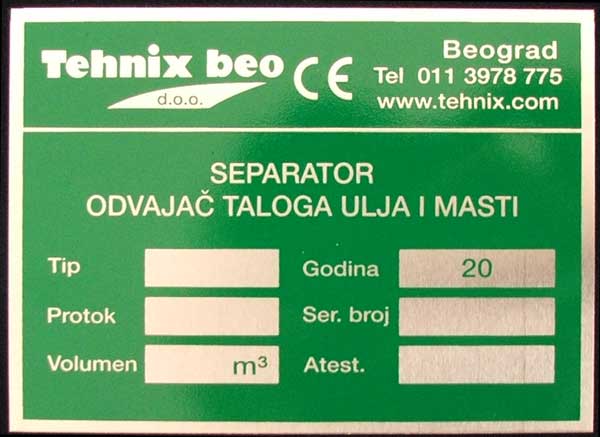 Tehnix beo
d.o.o.
CE
Beograd
Tel 011 3978 775
www.tehnix.com
SEPARATOR
ODVAJAČ TALOGA ULJA I MASTI
Tip
Godina 20
Protok
Ser. broj
Volumen m³
Atest.